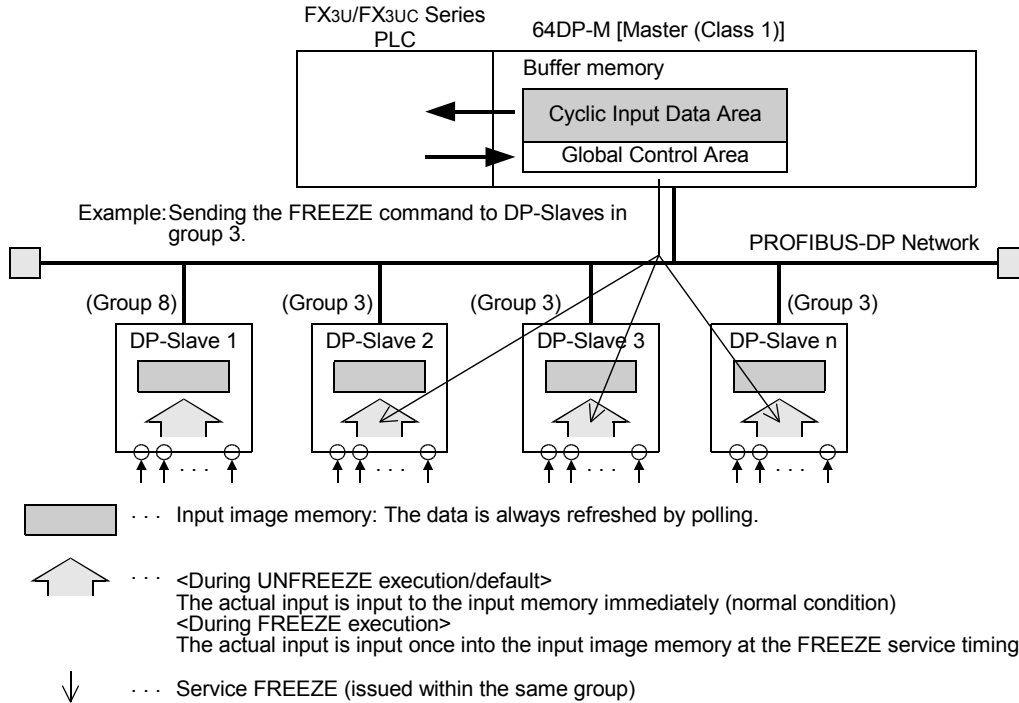 FX3U/FX3UC Series
PLC
64DP-M [Master (Class 1)]
Buffer memory
Cyclic Input Data Area
Global Control Area
Example: Sending the FREEZE command to DP-Slaves in
group 3.
PROFIBUS-DP Network
(Group 8)
(Group 3)
(Group 3)
(Group 3)
DP-Slave 1
DP-Slave 2
DP-Slave 3
DP-Slave n
. . .
. . .
. . .
. . .
. . . Input image memory: The data is always refreshed by polling.
. . . <During UNFREEZE execution/default>
The actual input is input to the input memory immediately (normal condition)
<During FREEZE execution>
The actual input is input once into the input image memory at the FREEZE service timing
. . . Service FREEZE (issued within the same group)